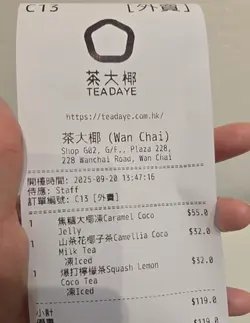 C13 [外賣]
茶大椰
TEADAYE
https://teadaye.com.hk/
茶大椰 (Wan Chai)
Shop G02, G/F., Plaza 228,
228 Wanchai Road, Wan Chai
開檯時間: 2025-09-20 13:47:16
侍應: Staff
訂單編號: C13 [外賣]
1 焦糖大椰凍Caramel Coco $55.0
Jelly
1 山茶花椰子茶Camellia Coco $32.0
Milk Tea
凍Iced
1 爆打檸檬茶Squash Lemon $32.0
Coco Tea
凍Iced
小計 $119.0
$119.0